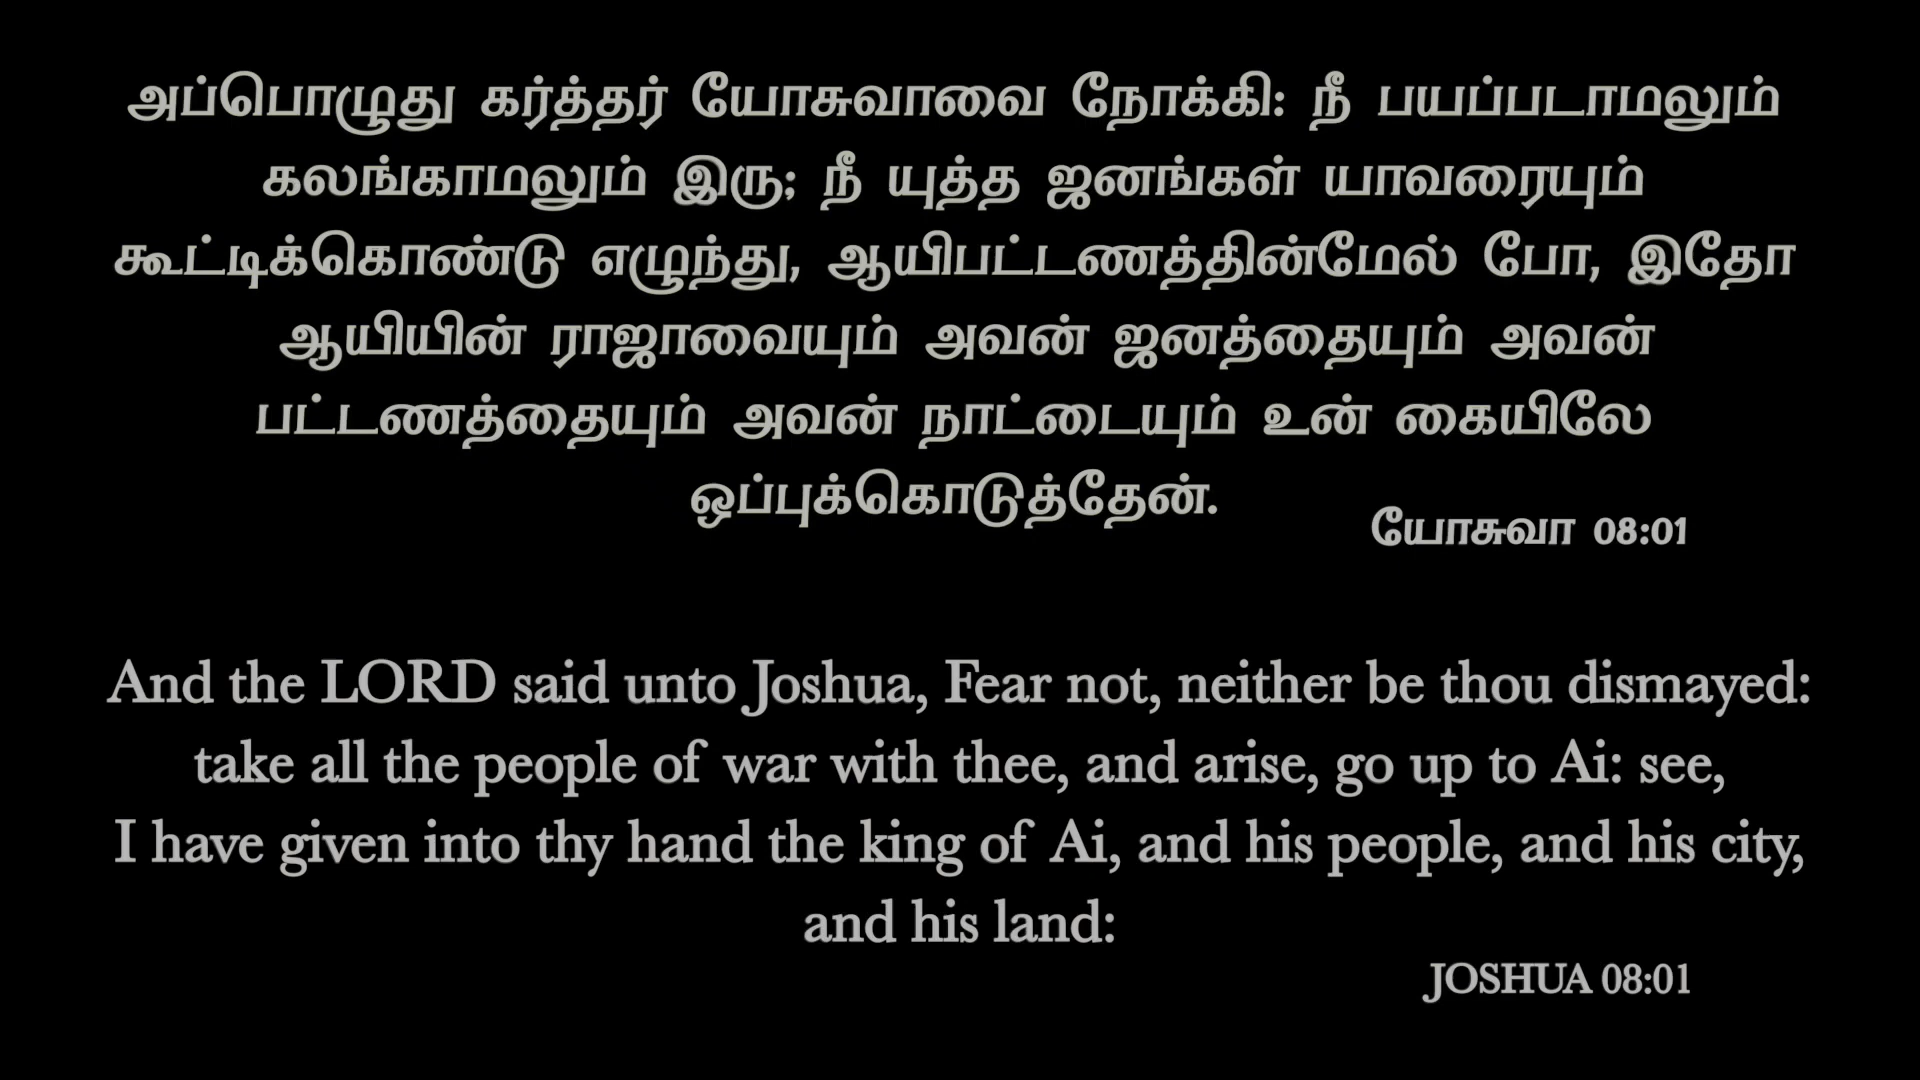 அப்பொழுது கர்த்தர் யோசுவாவை நோக்கி: நீ பயப்படாமலும்
கலங்காமலும் இரு; நீ யுத்த ஜனங்கள் யாவரையும்
கூட்டிக்கொண்டு எழுந்து, ஆயிபட்டணத்தின்மேல் போ, இதோ
ஆயியின் ராஜாவையும் அவன் ஜனத்தையும் அவன்
பட்டணத்தையும் அவன் நாட்டையும் உன் கையிலே
ஒப்புக்கொடுத்தேன்.
யோசுவா 08:01
And the LORD said unto Joshua, Fear not, neither be thou dismayed:
take all the people of war with thee, and arise, go up to Ai: see,
I have given into thy hand the king of Ai, and his people, and his city,
and his land:
JOSHUA 08:01